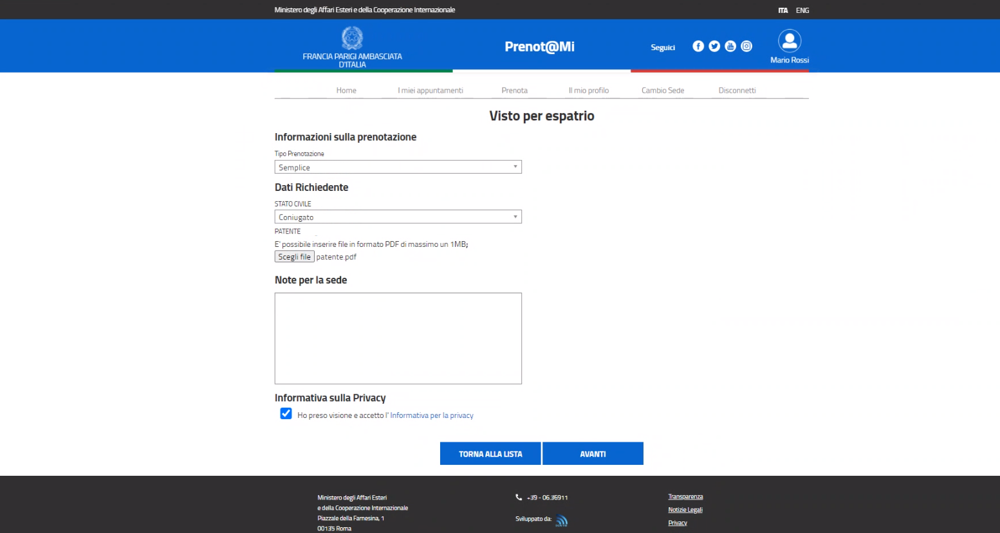 Ministero degli Affari Esteri e della Cooperazione Internazionale
ITA ENG
FRANCIA PARIGI AMBASCIATA
D'ITALIA
Prenot@Mi
Seguici
Mario Rossi
Home I miei appuntamenti Prenota Il mio profilo Cambio Sede Disconnetti
Visto per espatrio
Informazioni sulla prenotazione
Tipo Prenotazione
Semplice
Dati Richiedente
STATO CIVILE
Coniugato
PATENTE
E' possibile inserire file in formato PDF di massimo un 1MB;
Scegli file patente.pdf
Note per la sede
Informativa sulla Privacy
Ho preso visione e accetto l' Informativa per la privacy
TORNA ALLA LISTA AVANTI
Ministero degli Affari Esteri
e della Cooperazione Internazionale
Piazzale della Farnesina, 1
00135 Roma
+39 - 06.36911
Sviluppato da:
Transparenza
Notizie Legali
Privacy